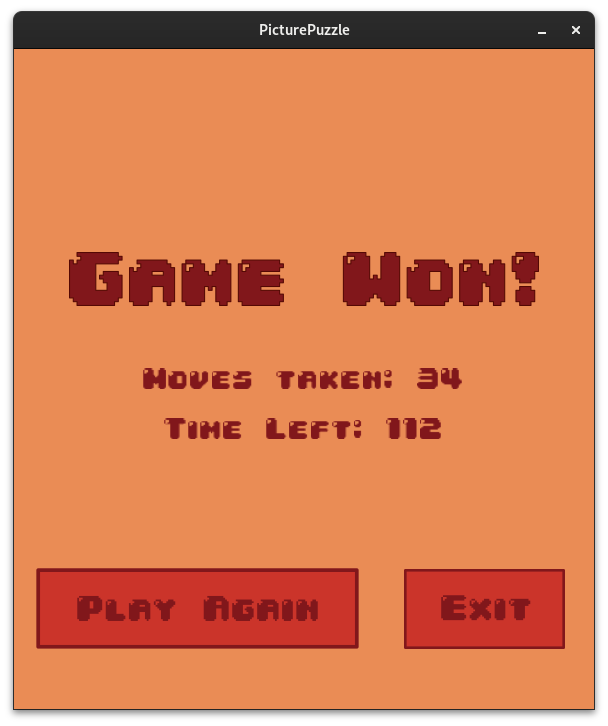 PicturePuzzle
Game Won!
Moves taken: 34
Time Left: 112
Play Again
Exit